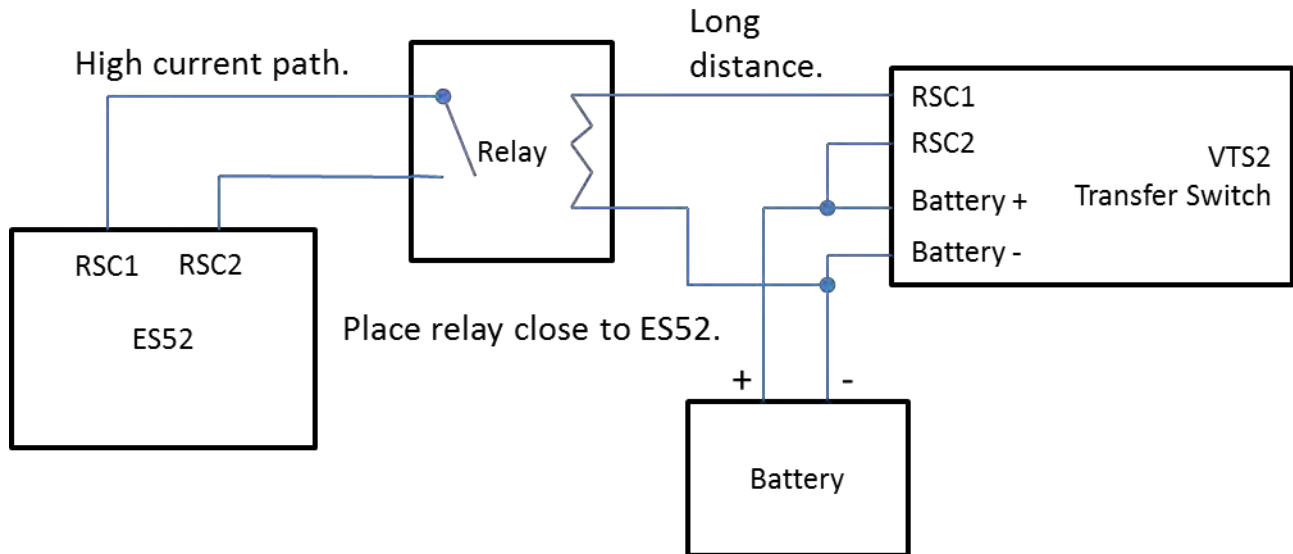 Long
distance.
High current path.
Relay
RSC1
RSC2
Battery +
Battery -
VTS2
Transfer Switch
RSC1 RSC2
ES52
Place relay close to ES52.
+ -
Battery